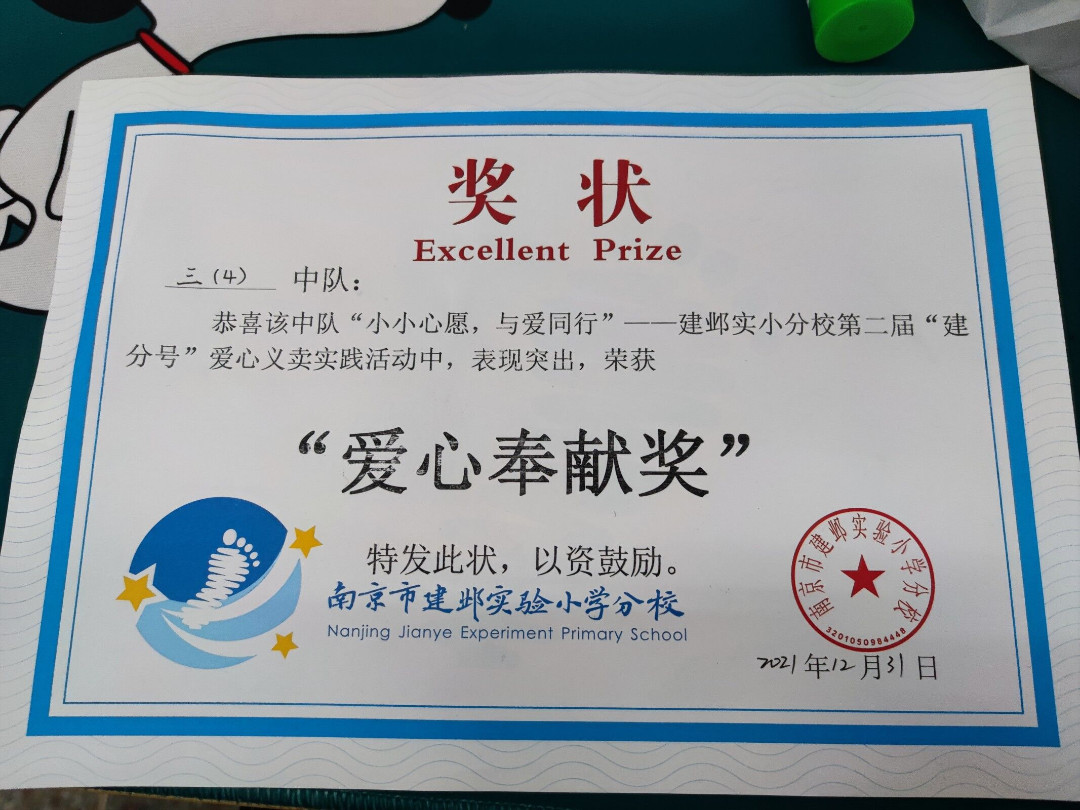 奖 状
Excellent Prize
三(4) 中队：
恭喜该中队“小小心愿，与爱同行”——建邺实小分校第二届“建
分号”爱心义卖实践活动中，表现突出，荣获
“爱心奉献奖”
特发此状，以资鼓励。
南京市建邺实验小学分校
Nanjing Jianye Experiment Primary School
南京市建邺实验小学分校
3201050984448
2021年12月31日